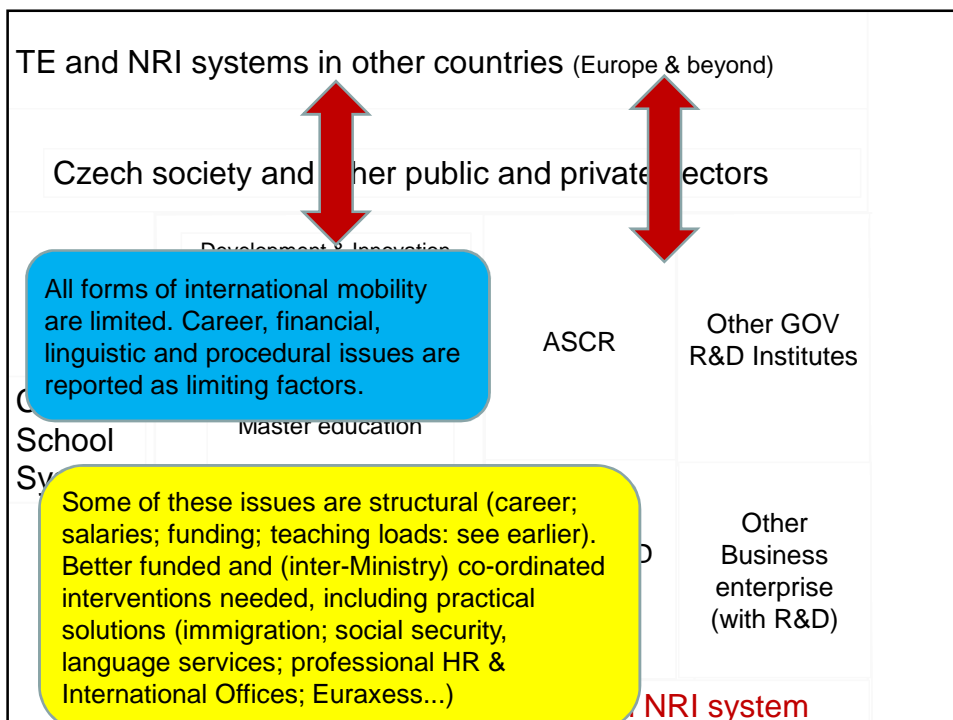 TE and NRI systems in other countries (Europe & beyond)
Czech society and other public and private sectors
Development & Innovation
All forms of international mobility
are limited. Career, financial,
linguistic and procedural issues are
reported as limiting factors.
ASCR
Other GOV
R&D Institutes
Master education
School
Some of these issues are structural (career;
salaries; funding; teaching loads: see earlier).
Better funded and (inter-Ministry) co-ordinated
interventions needed, including practical
solutions (immigration; social security,
language services; professional HR &
International Offices; Euraxess...)
Other
Business
enterprise
(with R&D)
NRI system